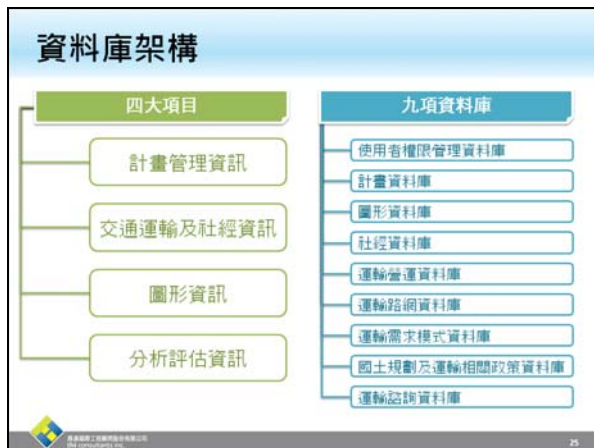 資料庫架構
四大項目
計畫管理資訊
交通運輸及社經資訊
圖形資訊
分析評估資訊
九項資料庫
使用者權限管理資料庫
計畫資料庫
圖形資料庫
社經資料庫
運輸營運資料庫
運輸路網資料庫
運輸需求模式資料庫
國土規劃及運輸相關政策資料庫
運輸諮詢資料庫
25